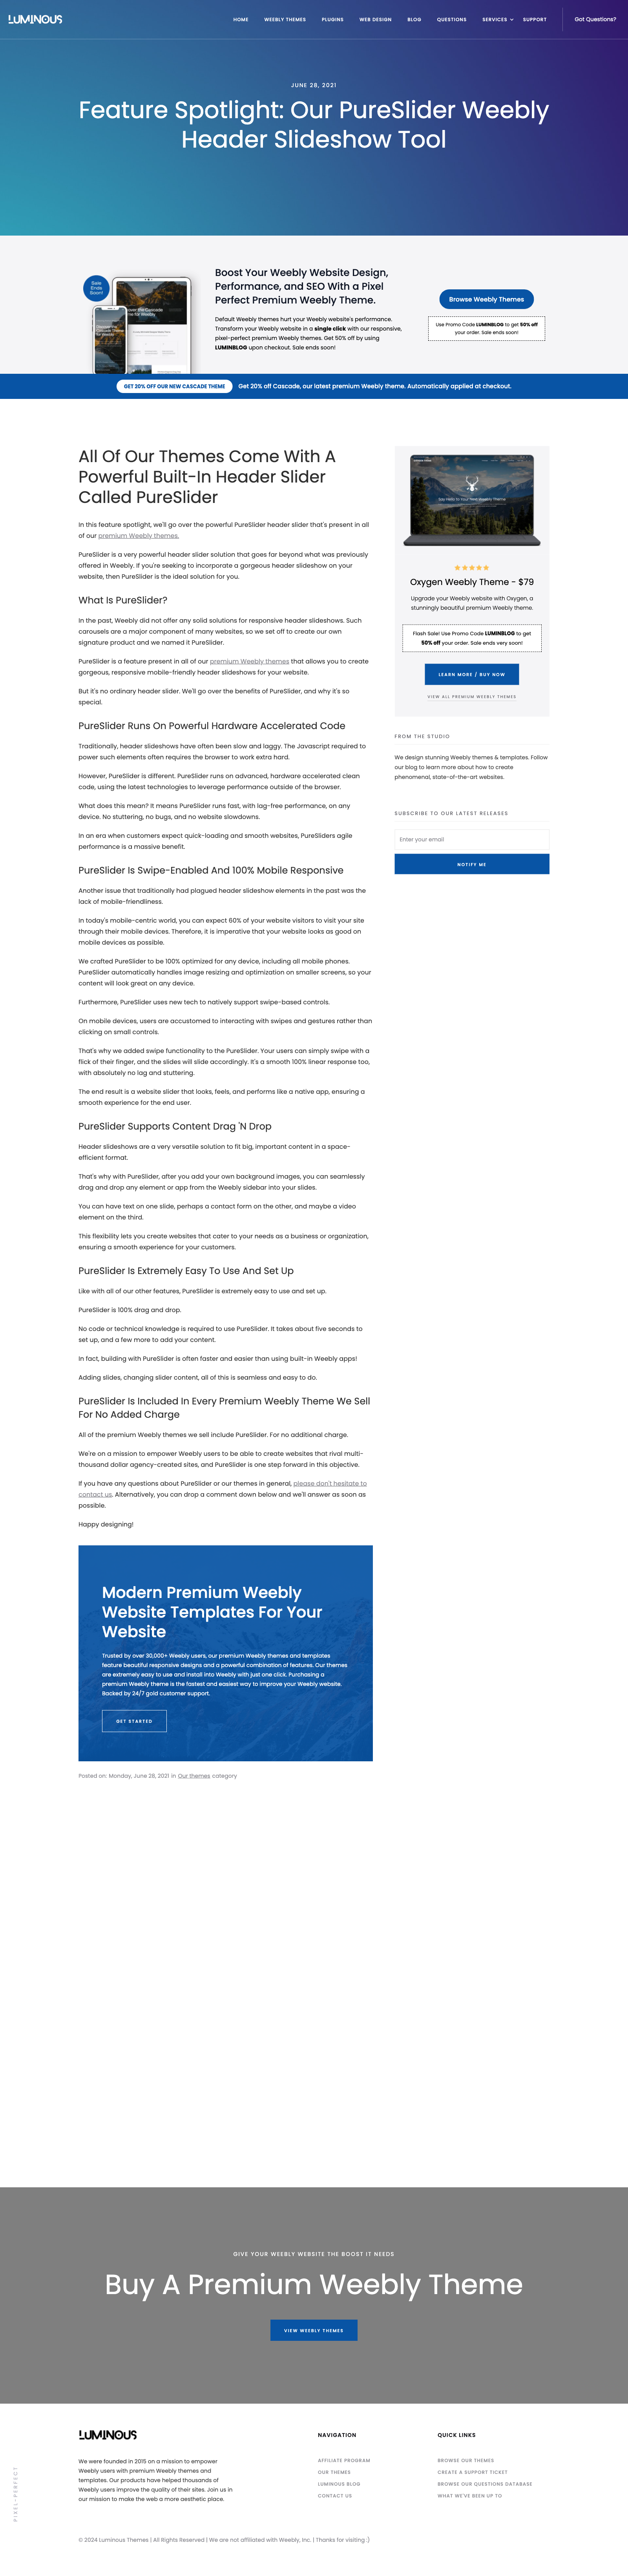 LUMINOUS
HOME WEEBLY THEMES PLUGINS WEB DESIGN BLOG QUESTIONS SERVICES SUPPORT Got Questions?
JUNE 28, 2021
Feature Spotlight: Our PureSlider Weebly
Header Slideshow Tool
Sale
Ends
Soon!
Boost Your Weebly Website Design,
Performance, and SEO With a Pixel
Perfect Premium Weebly Theme.
Default Weebly themes hurt your Weebly website's performance.
Transform your Weebly website in a single click with our responsive,
pixel-perfect premium Weebly themes. Get 50% off by using
LUMINBLOG upon checkout. Sale ends soon!
Browse Weebly Themes
Use Promo Code LUMINBLOG to get 50% off
your order. Sale ends soon!
GET 20% OFF OUR NEW CASCADE THEME Get 20% off Cascade, our latest premium Weebly theme. Automatically applied at checkout.
All Of Our Themes Come With A
Powerful Built-In Header Slider
Called PureSlider
In this feature spotlight, we'll go over the powerful PureSlider header slider that's present in all
of our premium Weebly themes.
PureSlider is a very powerful header slider solution that goes far beyond what was previously
offered in Weebly. If you're seeking to incorporate a gorgeous header slideshow on your
website, then PureSlider is the ideal solution for you.
What Is PureSlider?
In the past, Weebly did not offer any solid solutions for responsive header slideshows. Such
carousels are a major component of many websites, so we set off to create our own
signature product and we named it PureSlider.
PureSlider is a feature present in all of our premium Weebly themes that allows you to create
gorgeous, responsive mobile-friendly header slideshows for your website.
But it's no ordinary header slider. We'll go over the benefits of PureSlider, and why it's so
special.
PureSlider Runs On Powerful Hardware Accelerated Code
Traditionally, header slideshows have often been slow and laggy. The Javascript required to
power such elements often requires the browser to work extra hard.
However, PureSlider is different. PureSlider runs on advanced, hardware accelerated clean
code, using the latest technologies to leverage performance outside of the browser.
What does this mean? It means PureSlider runs fast, with lag-free performance, on any
device. No stuttering, no bugs, and no website slowdowns.
In an era when customers expect quick-loading and smooth websites, PureSliders agile
performance is a massive benefit.
PureSlider Is Swipe-Enabled And 100% Mobile Responsive
Another issue that traditionally had plagued header slideshow elements in the past was the
lack of mobile-friendliness.
In today's mobile-centric world, you can expect 60% of your website visitors to visit your site
through their mobile devices. Therefore, it is imperative that your website looks as good on
mobile devices as possible.
We crafted PureSlider to be 100% optimized for any device, including all mobile phones.
PureSlider automatically handles image resizing and optimization on smaller screens, so your
content will look great on any device.
Furthermore, PureSlider uses new tech to natively support swipe-based controls.
On mobile devices, users are accustomed to interacting with swipes and gestures rather than
clicking on small controls.
That's why we added swipe functionality to the PureSlider. Your users can simply swipe with a
flick of their finger, and the slides will slide accordingly. It's a smooth 100% linear response too,
with absolutely no lag and stuttering.
The end result is a website slider that looks, feels, and performs like a native app, ensuring a
smooth experience for the end user.
PureSlider Supports Content Drag 'N Drop
Header slideshows are a very versatile solution to fit big, important content in a space-
efficient format.
That's why with PureSlider, after you add your own background images, you can seamlessly
drag and drop any element or app from the Weebly sidebar into your slides.
You can have text on one slide, perhaps a contact form on the other, and maybe a video
element on the third.
This flexibility lets you create websites that cater to your needs as a business or organization,
ensuring a smooth experience for your customers.
PureSlider Is Extremely Easy To Use And Set Up
Like with all of our other features, PureSlider is extremely easy to use and set up.
PureSlider is 100% drag and drop.
No code or technical knowledge is required to use PureSlider. It takes about five seconds to
set up, and a few more to add your content.
In fact, building with PureSlider is often faster and easier than using built-in Weebly apps!
Adding slides, changing slider content, all of this is seamless and easy to do.
PureSlider Is Included In Every Premium Weebly Theme We Sell
For No Added Charge
All of the premium Weebly themes we sell include PureSlider. For no additional charge.
We're on a mission to empower Weebly users to be able to create websites that rival multi-
thousand dollar agency-created sites, and PureSlider is one step forward in this objective.
If you have any questions about PureSlider or our themes in general, please don't hesitate to
contact us. Alternatively, you can drop a comment down below and we'll answer as soon as
possible.
Happy designing!
Modern Premium Weebly
Website Templates For Your
Website
Trusted by over 30,000+ Weebly users, our premium Weebly themes and templates
feature beautiful responsive designs and a powerful combination of features. Our themes
are extremely easy to use and install into Weebly with just one click. Purchasing a
premium Weebly theme is the fastest and easiest way to improve your Weebly website.
Backed by 24/7 gold customer support.
GET STARTED
Posted on: Monday, June 28, 2021 in Our themes category
Oxygen Weebly Theme - $79
Upgrade your Weebly website with Oxygen, a
stunningly beautiful premium Weebly theme.
Flash Sale! Use Promo Code LUMINBLOG to get
50% off your order. Sale ends very soon!
LEARN MORE / BUY NOW
VIEW ALL PREMIUM WEEBLY THEMES
FROM THE STUDIO
We design stunning Weebly themes & templates. Follow
our blog to learn more about how to create
phenomenal, state-of-the-art websites.
SUBSCRIBE TO OUR LATEST RELEASES
Enter your email
NOTIFY ME
GIVE YOUR WEEBLY WEBSITE THE BOOST IT NEEDS
Buy A Premium Weebly Theme
VIEW WEEBLY THEMES
LUMINOUS
We were founded in 2015 on a mission to empower
Weebly users with premium Weebly themes and
templates. Our products have helped thousands of
Weebly users improve the quality of their sites. Join us in
our mission to make the web a more aesthetic place.
NAVIGATION
AFFILIATE PROGRAM
OUR THEMES
LUMINOUS BLOG
CONTACT US
QUICK LINKS
BROWSE OUR THEMES
CREATE A SUPPORT TICKET
BROWSE OUR QUESTIONS DATABASE
WHAT WE'VE BEEN UP TO
PIXEL-PERFECT
© 2024 Luminous Themes | All Rights Reserved | We are not affiliated with Weebly, Inc. | Thanks for visiting :)